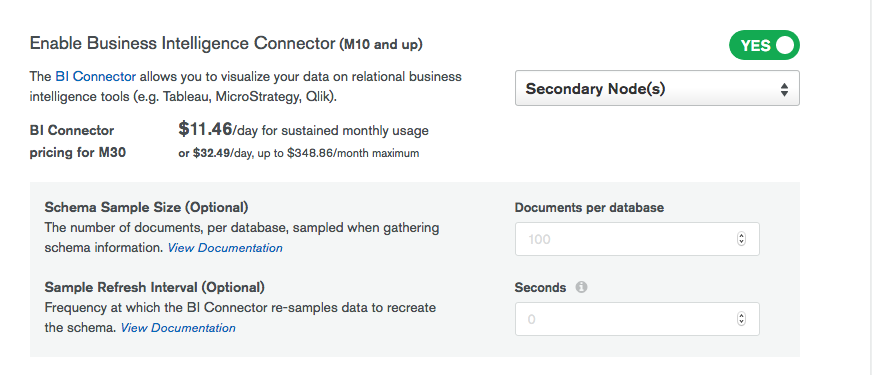 Enable Business Intelligence Connector (M10 and up)
YES
The BI Connector allows you to visualize your data on relational business
intelligence tools (e.g. Tableau, MicroStrategy, Qlik).
Secondary Node(s)
BI Connector
pricing for M30
$11.46/day for sustained monthly usage
or $32.49/day, up to $348.86/month maximum
Schema Sample Size (Optional)
The number of documents, per database, sampled when gathering
schema information. View Documentation
Documents per database
100
Sample Refresh Interval (Optional)
Frequency at which the BI Connector re-samples data to recreate
the schema. View Documentation
Seconds
0